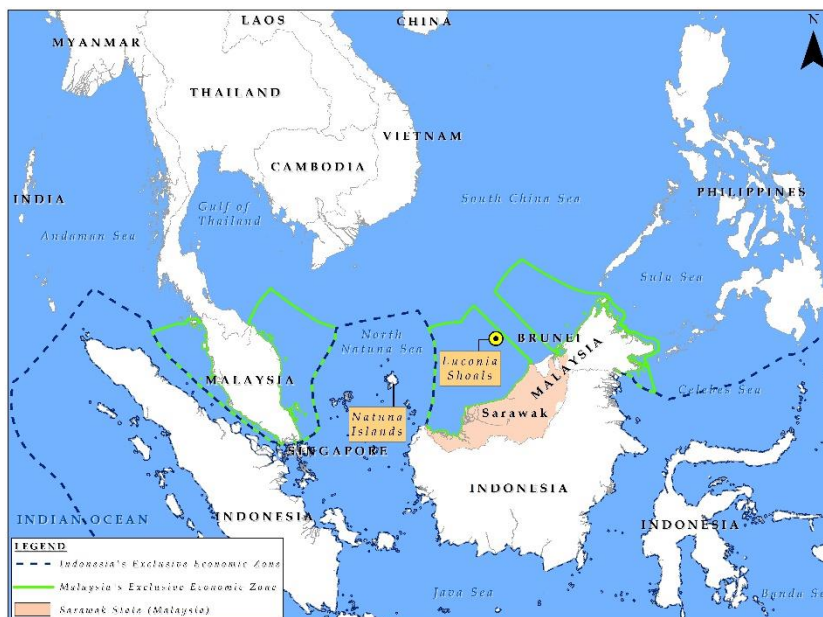 LAOS
CHINA
N
MYANMAR
THAILAND
VIETNAM
CAMBODIA
INDIA
Gulf of
Thailand
South China Sea
PHILIPPINES
Andaman Sea
Sulu Sea
North
Natuna Sea
BRUNEI
Luconia
Shoals
MALAYSIA
MALAYSIA
Celebes Sea
Natuna
Islands
Sarawak
SINGAPORE
INDONESIA
INDIAN OCEAN
INDONESIA
INDONESIA
LEGEND
Indonesia's Exclusive Economic Zone
Malaysia's Exclusive Economic Zone
Sarawak State (Malaysia)
Java Sea
Banda Se